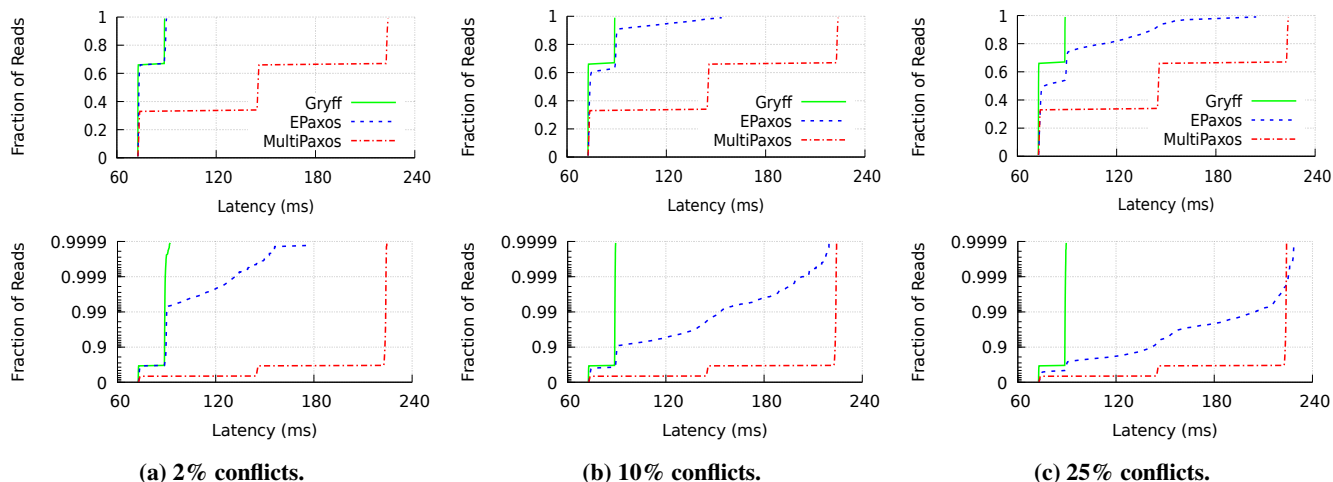 Fraction of Reads
1
0.8
0.6
0.4
0.2
0
Gryff
EPaxos
MultiPaxos
60 120 180 240
Latency (ms)
Fraction of Reads
1
0.8
0.6
0.4
0.2
0
Gryff
EPaxos
MultiPaxos
60 120 180 240
Latency (ms)
Fraction of Reads
1
0.8
0.6
0.4
0.2
0
Gryff
EPaxos
MultiPaxos
60 120 180 240
Latency (ms)
Fraction of Reads
0.9999
0.999
0.99
0.9
0
60 120 180 240
Latency (ms)
Fraction of Reads
0.9999
0.999
0.99
0.9
0
60 120 180 240
Latency (ms)
Fraction of Reads
0.9999
0.999
0.99
0.9
0
60 120 180 240
Latency (ms)
(a) 2% conflicts.
(b) 10% conflicts.
(c) 25% conflicts.